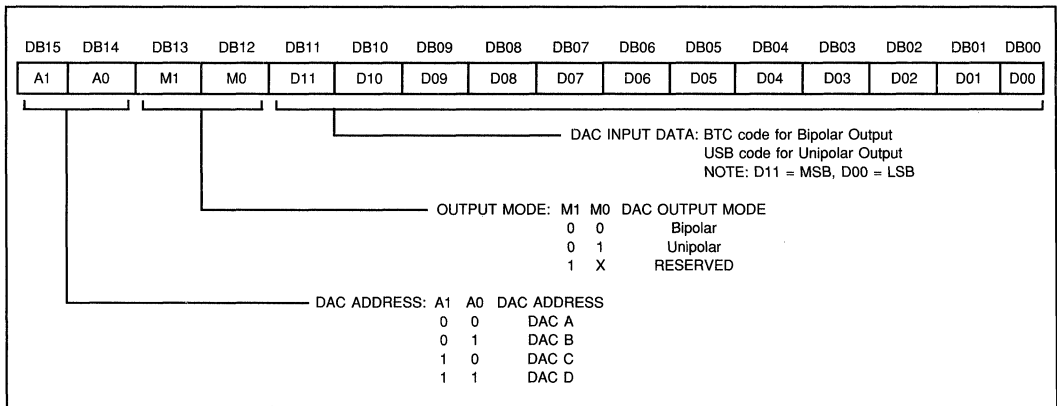 DB15 DB14 DB13 DB12 DB11 DB10 DB09 DB08 DB07 DB06 DB05 DB04 DB03 DB02 DB01 DB00
A1 A0 M1 M0 D11 D10 D09 D08 D07 D06 D05 D04 D03 D02 D01 D00
DAC INPUT DATA: BTC code for Bipolar Output
USB code for Unipolar Output
NOTE: D11 = MSB, D00 = LSB
OUTPUT MODE: M1 M0 DAC OUTPUT MODE
0 0 Bipolar
0 1 Unipolar
1 X RESERVED
DAC ADDRESS: A1 A0 DAC ADDRESS
0 0 DAC A
0 1 DAC B
1 0 DAC C
1 1 DAC D